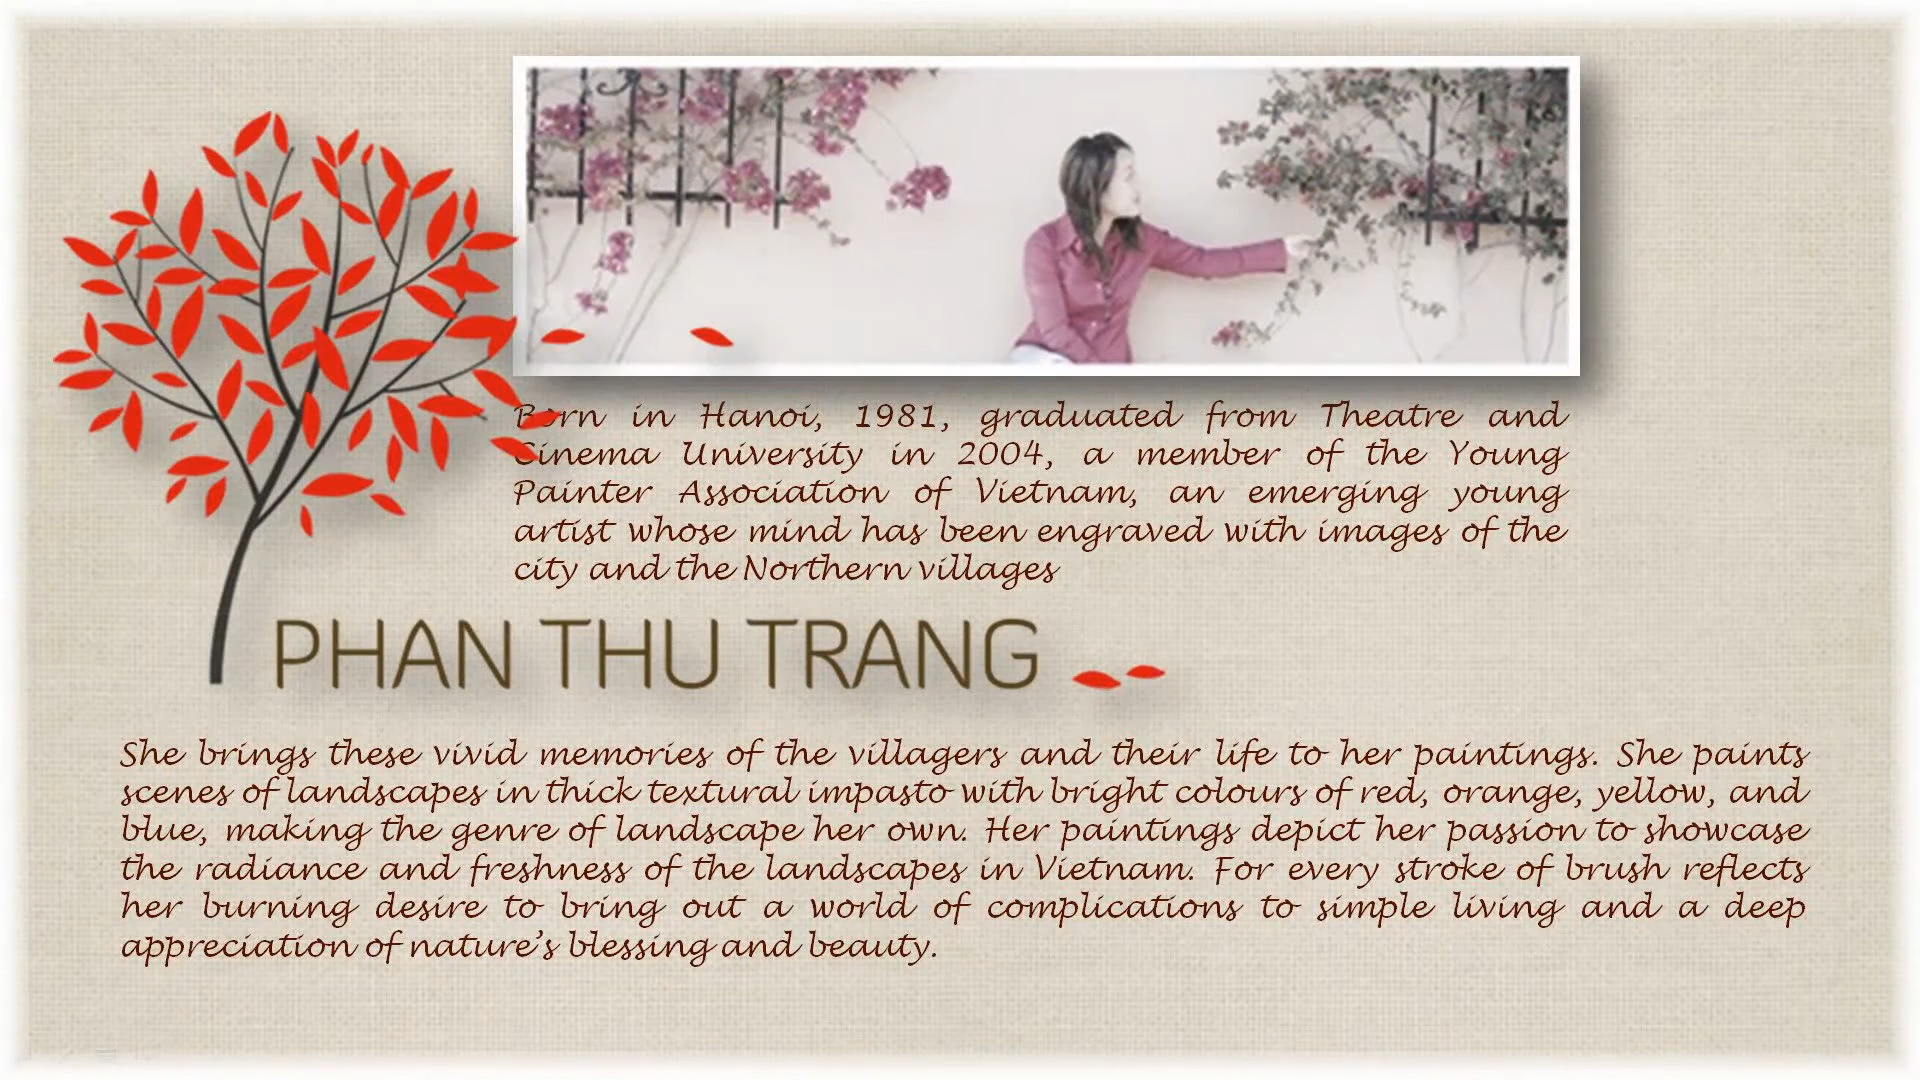 Born in Hanoi, 1981, graduated from Theatre and
Cinema University in 2004, a member of the Young
Painter Association of Vietnam, an emerging young
artist whose mind has been engraved with images of the
city and the Northern villages
PHAN THU TRANG
She brings these vivid memories of the villagers and their life to her paintings. She paints
scenes of landscapes in thick textural impasto with bright colours of red, orange, yellow, and
blue, making the genre of landscape her own. Her paintings depict her passion to showcase
the radiance and freshness of the landscapes in Vietnam. For every stroke of brush reflects
her burning desire to bring out a world of complications to simple living and a deep
appreciation of nature's blessing and beauty.